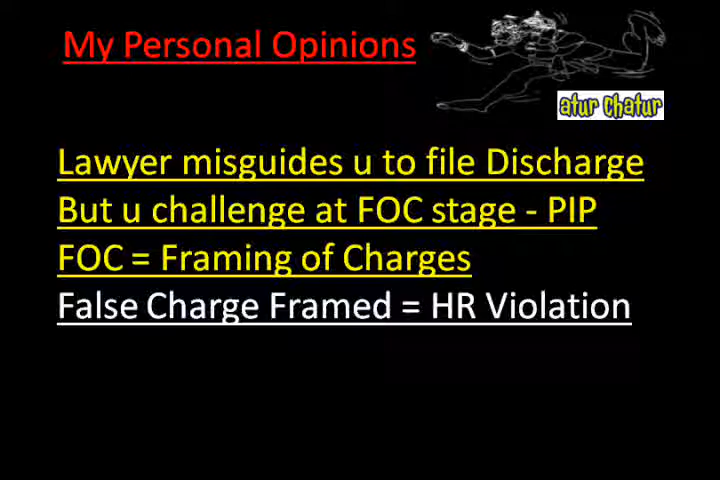 My Personal Opinions
atur chatur
Lawyer misguides u to file Discharge
But u challenge at FOC stage - PIP
FOC = Framing of Charges
False Charge Framed = HR Violation